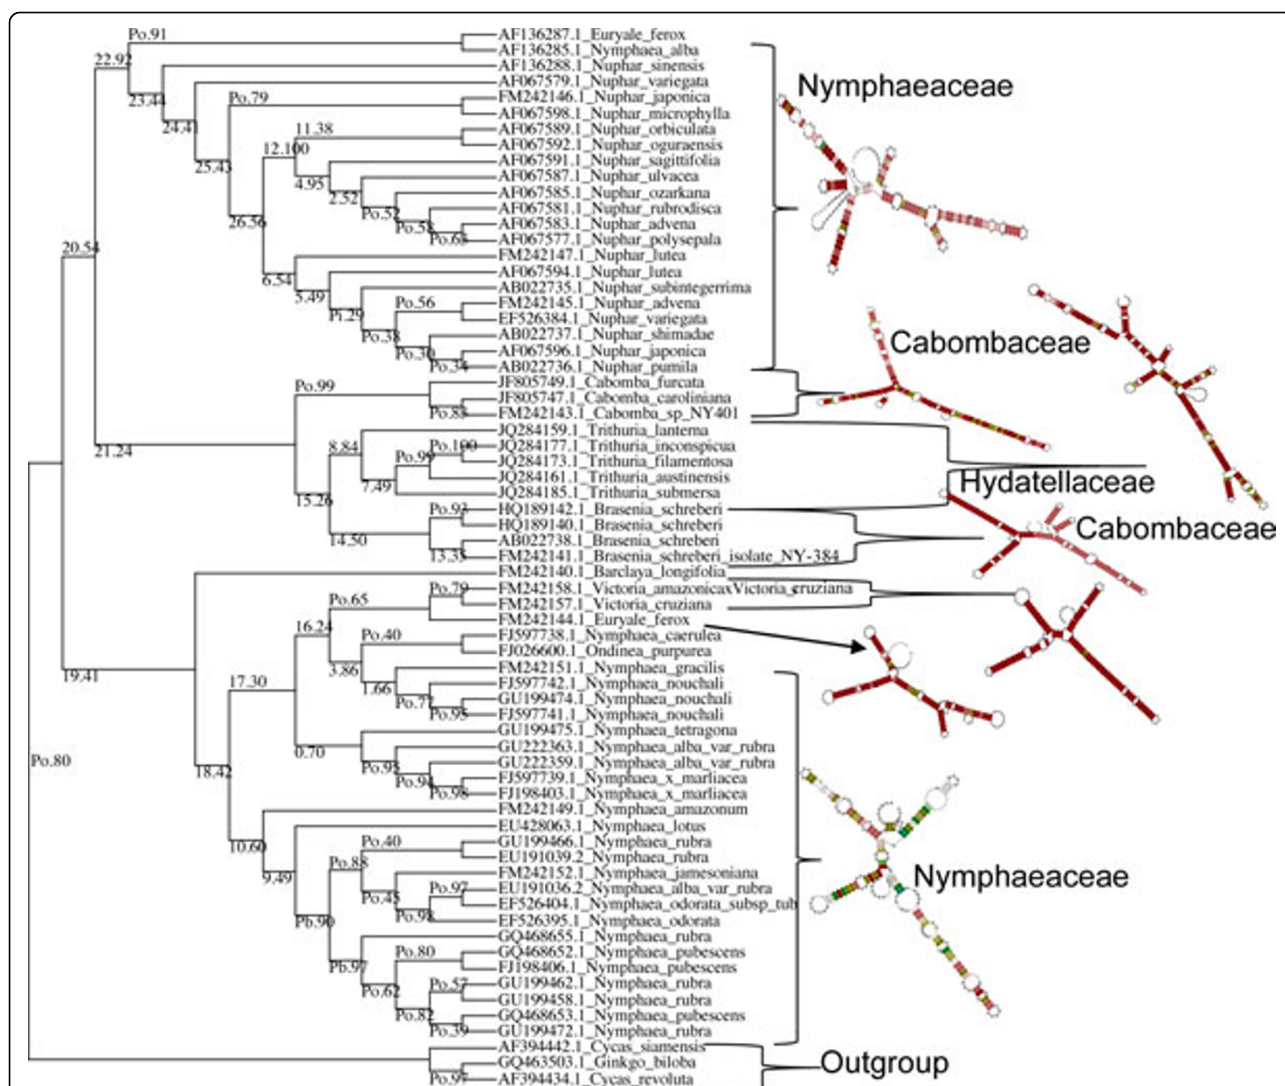 Po.91
AF136287.1_Euryale_ferox
AF136285.1_Nymphaea_alba
22.92
AF136288.1_Nuphar_sinensis
AF067579.1_Nuphar_variegata
Nymphaeaceae
23.44
Po.79
FM242146.1_Nuphar_japonica
AF067598.1_Nuphar_microphylla
24.41
11.38
AF067589.1_Nuphar_orbiculata
AF067592.1_Nuphar_oguraensis
12.100
25.43
AF067591.1_Nuphar_sagittifolia
AF067587.1_Nuphar_ulvacea
4.95
AF067585.1_Nuphar_ozarkana
2.52
AF067581.1_Nuphar_rubrodisca
Po.52
AF067583.1_Nuphar_advena
26.56
AF067577.1_Nuphar_polysepala
20.54
FM242147.1_Nuphar_lutea
AF067594.1_Nuphar_lutea
6.54
AB022735.1_Nuphar_subintegerrima
5.49
Po.56
FM242145.1_Nuphar_advena
Pi.29
EF526384.1_Nuphar_variegata
Po.38
AB022737.1_Nuphar_shimadae
Cabombaceae
Po.30
AF067596.1_Nuphar_japonica
Po.34
AB022736.1_Nuphar_pumila
Po.99
JF805749.1_Cabomba_furcata
JF805747.1_Cabomba_caroliniana
FM242143.1_Cabomba_sp_NY401
JQ284159.1_Trithuria_lanterna
21.24
8.84
Po.100
JQ284177.1_Trithuria_inconspicua
JQ284173.1_Trithuria_filamentosa
JQ284161.1_Trithuria_austinensis
Hydatellaceae
7.49
JQ284185.1_Trithuria_submersa
15.26
Po.93
HQ189142.1_Brasenia_schreberi
HQ189140.1_Brasenia_schreberi
Cabombaceae
14.50
AB022738.1_Brasenia_schreberi
13.35
FM241141.1_Brasenia_schreberi_isolate_NY-384
FM242140.1_Barclaya_longifolia
Po.79
FM242158.1_Victoria_amazonicaxVictoria_cruziana
Po.65
FM242157.1_Victoria_cruziana
FM242144.1_Euryale_ferox
16.24
Po.40
FJ597738.1_Nymphaea_caerulea
FJ026600.1_Ondinea_purpurea
3.86
FM242151.1_Nymphaea_gracilis
19.41
17.30
1.66
FJ597742.1_Nymphaea_nouchali
Po.77
GU199474.1_Nymphaea_nouchali
Po.95
FJ597741.1_Nymphaea_nouchali
GU199475.1_Nymphaea_tetragona
0.70
GU222363.1_Nymphaea_alba_var_rubra
Po.80
GU222359.1_Nymphaea_alba_var_rubra
18.42
Po.95
Po.94
FJ597739.1_Nymphaea_x_marliacea
Po.98
FJ198403.1_Nymphaea_x_marliacea
FM242149.1_Nymphaea_amazonum
EU428063.1_Nymphaea_lotus
10.60
Po.40
GU199466.1_Nymphaea_rubra
EU191039.2_Nymphaea_rubra
Po.88
FM242152.1_Nymphaea_jamesoniana
9.49
Nymphaeaceae
Po.97
EU191036.2_Nymphaea_alba_var_rubra
Po.45
EF526404.1_Nymphaea_odorata_subsp_tub
Po.98
EF526395.1_Nymphaea_odorata
Pb.90
GQ468655.1_Nymphaea_rubra
Po.80
GQ468652.1_Nymphaea_pubescens
Pb.97
FJ198406.1_Nymphaea_pubescens
Po.57
GU199462.1_Nymphaea_rubra
Po.62
GU199458.1_Nymphaea_rubra
Po.82
GQ468653.1_Nymphaea_pubescens
Po.39
GU199472.1_Nymphaea_rubra
AF394442.1_Cycas_siamensis
GQ463503.1_Ginkgo_biloba
Outgroup
Po.97
AF394434.1_Cycas_revoluta